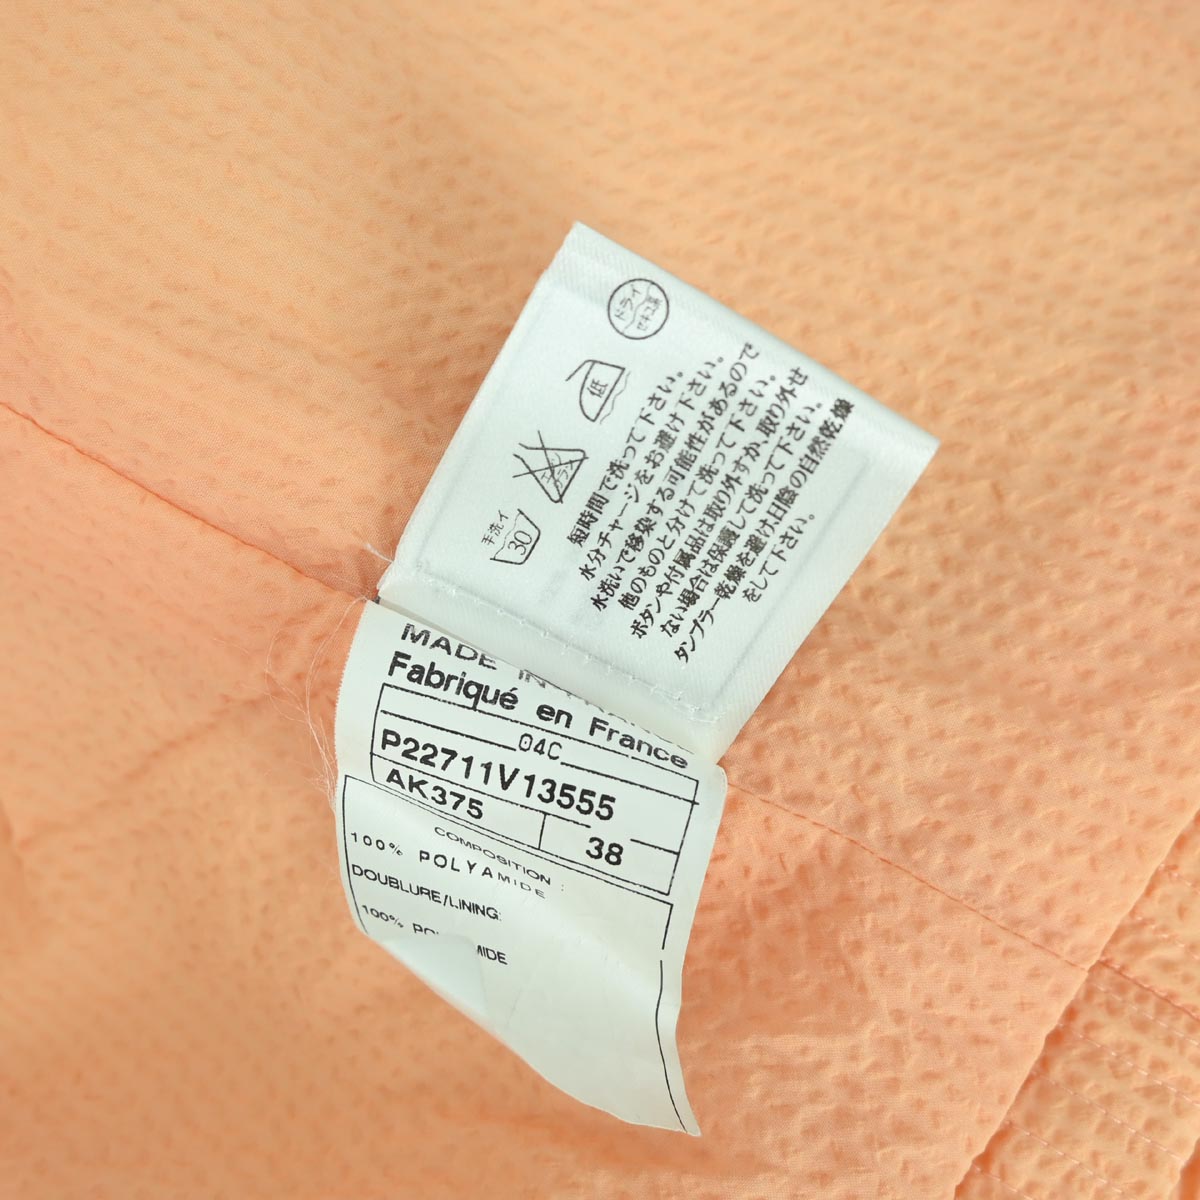 ドライ
セキユ系
低
エンソ
サラシ
手洗イ
30
短時間で洗って下さい。
水分チャージをお避け下さい。
水洗いで移染する可能性があるので
他のものと分けて洗って下さい。
ボタンや付属品は取り外すか、取り外せ
ない場合は保護して洗って下さい。
タンブラー乾燥を避け、日陰の自然乾燥
をして下さい。
MADE IN
Fabriqué en France
04C
P22711V13555
AK375
38
COMPOSITION :
100% POLYAMIDE
DOUBLURE/LINING:
100%